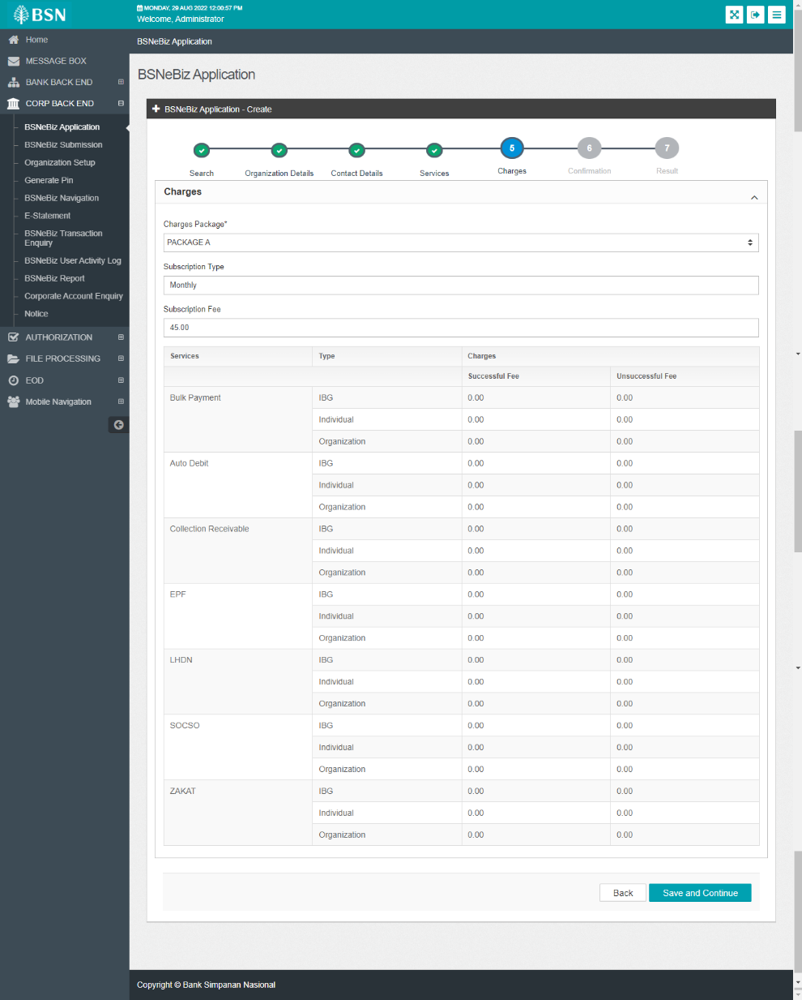 BSN
MONDAY, 29 AUG 2022 12:00:57 PM
Welcome, Administrator
Home
MESSAGE BOX
BANK BACK END
CORP BACK END
BSNeBiz Application
BSNeBiz Submission
Organization Setup
Generate Pin
BSNeBiz Navigation
E-Statement
BSNeBiz Transaction
Enquiry
BSNeBiz User Activity Log
BSNeBiz Report
Corporate Account Enquiry
Notice
AUTHORIZATION
FILE PROCESSING
EOD
Mobile Navigation
BSNeBiz Application
BSNeBiz Application
BSNeBiz Application - Create
5 6 7
Search Organization Details Contact Details Services Charges Confirmation Result
Charges
Charges Package*
PACKAGE A
Subscription Type
Monthly
Subscription Fee
45.00
Services Type Charges
Successful Fee Unsuccessful Fee
Bulk Payment IBG 0.00 0.00
Individual 0.00 0.00
Organization 0.00 0.00
Auto Debit IBG 0.00 0.00
Individual 0.00 0.00
Organization 0.00 0.00
Collection Receivable IBG 0.00 0.00
Individual 0.00 0.00
Organization 0.00 0.00
EPF IBG 0.00 0.00
Individual 0.00 0.00
Organization 0.00 0.00
LHDN IBG 0.00 0.00
Individual 0.00 0.00
Organization 0.00 0.00
SOCSO IBG 0.00 0.00
Individual 0.00 0.00
Organization 0.00 0.00
ZAKAT IBG 0.00 0.00
Individual 0.00 0.00
Organization 0.00 0.00
Back Save and Continue
Copyright © Bank Simpanan Nasional